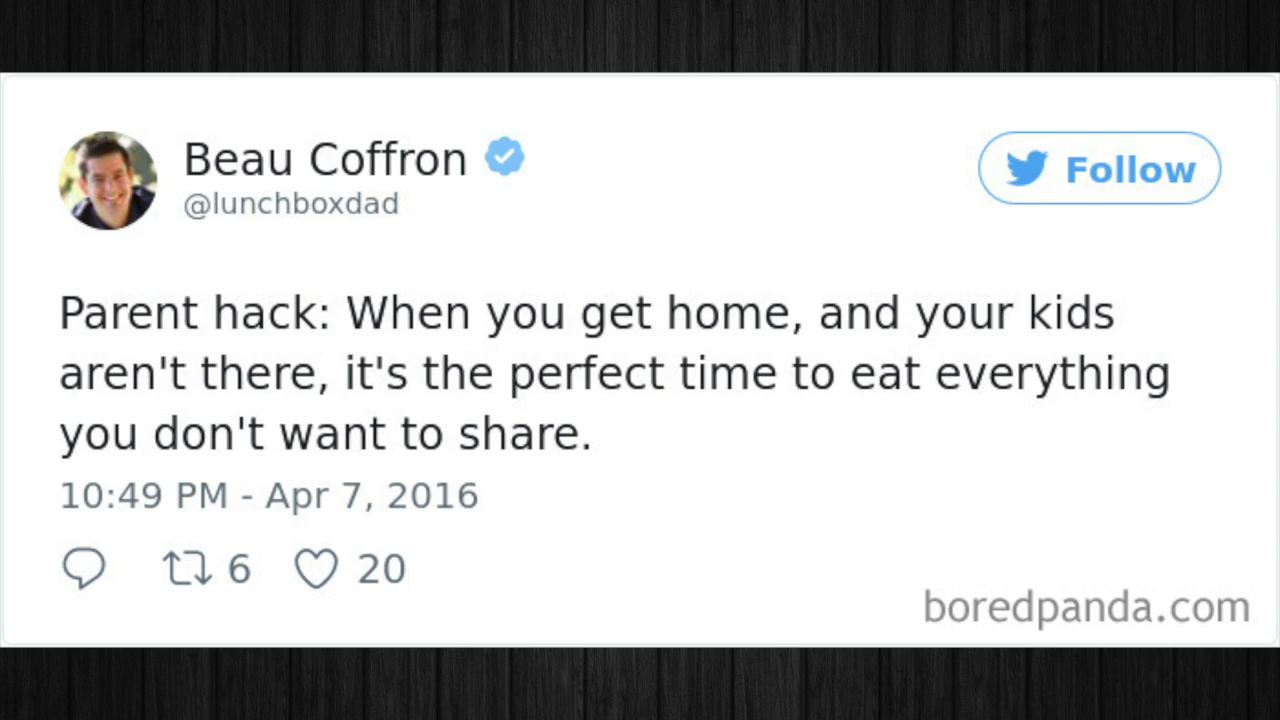 Beau Coffron
@lunchboxdad
Follow
Parent hack: When you get home, and your kids
aren't there, it's the perfect time to eat everything
you don't want to share.
10:49 PM - Apr 7, 2016
6 20
boredpanda.com